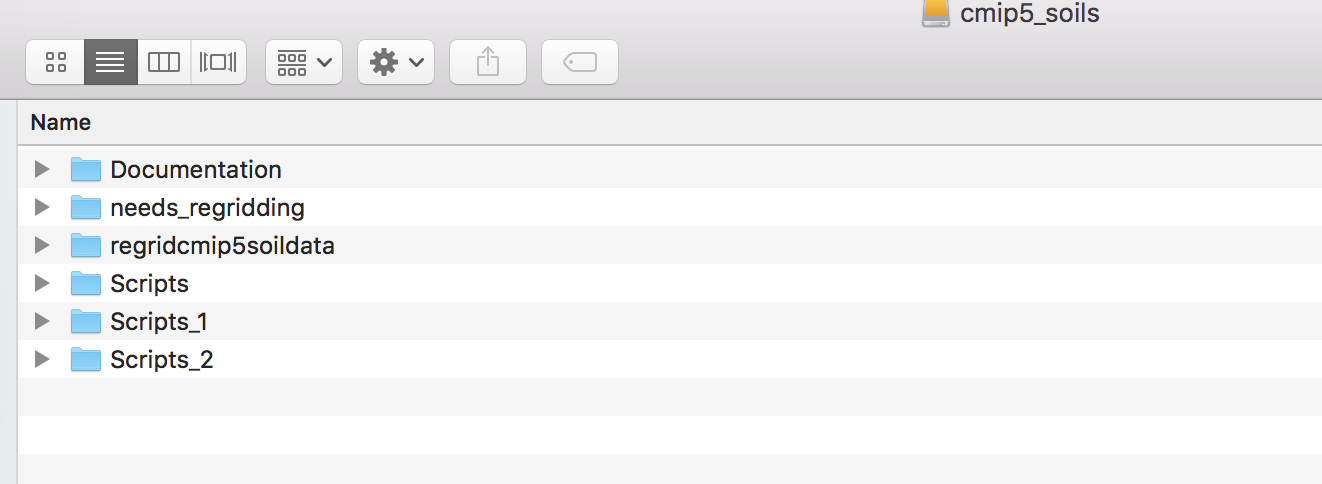 cmip5_soils
Name
Documentation
needs_regridding
regridcmip5soildata
Scripts
Scripts_1
Scripts_2